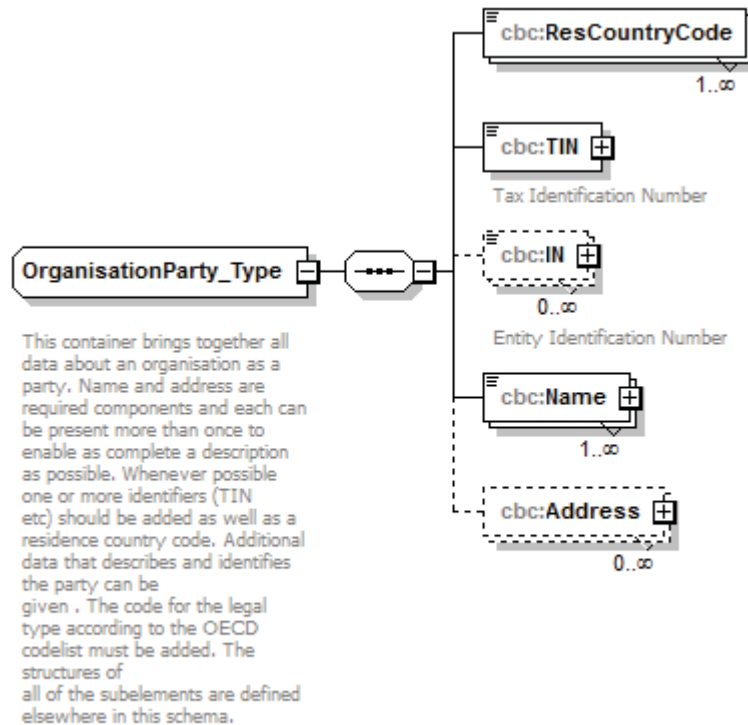 cbc:ResCountryCode
1..∞
cbc:TIN
Tax Identification Number
cbc:IN
0..∞
Entity Identification Number
OrganisationParty_Type
This container brings together all
data about an organisation as a
party. Name and address are
required components and each can
be present more than once to
enable as complete a description
as possible. Whenever possible
one or more identifiers (TIN
etc) should be added as well as a
residence country code. Additional
data that describes and identifies
the party can be
given . The code for the legal
type according to the OECD
codelist must be added. The
structures of
all of the subelements are defined
elsewhere in this schema.
cbc:Name
1..∞
cbc:Address
0..∞